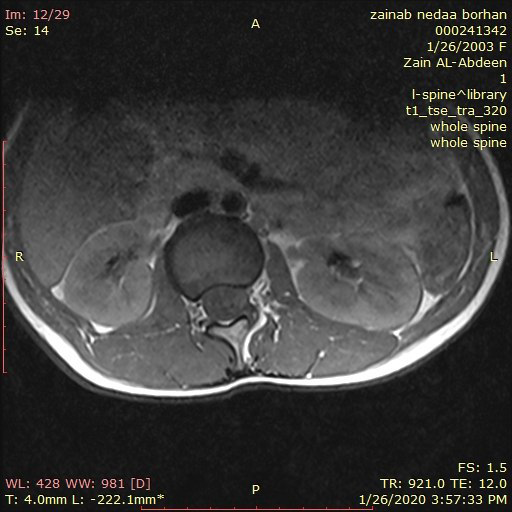 Im: 12/29
Se: 14
A
zainab nedaa borhan
000241342
1/26/2003 F
Zain AL-Abdeen
1
l-spine^library
t1_tse_tra_320
whole spine
whole spine
R
L
WL: 428 WW: 981 [D]
T: 4.0mm L: -222.1mm*
P
FS: 1.5
TR: 921.0 TE: 12.0
1/26/2020 3:57:33 PM